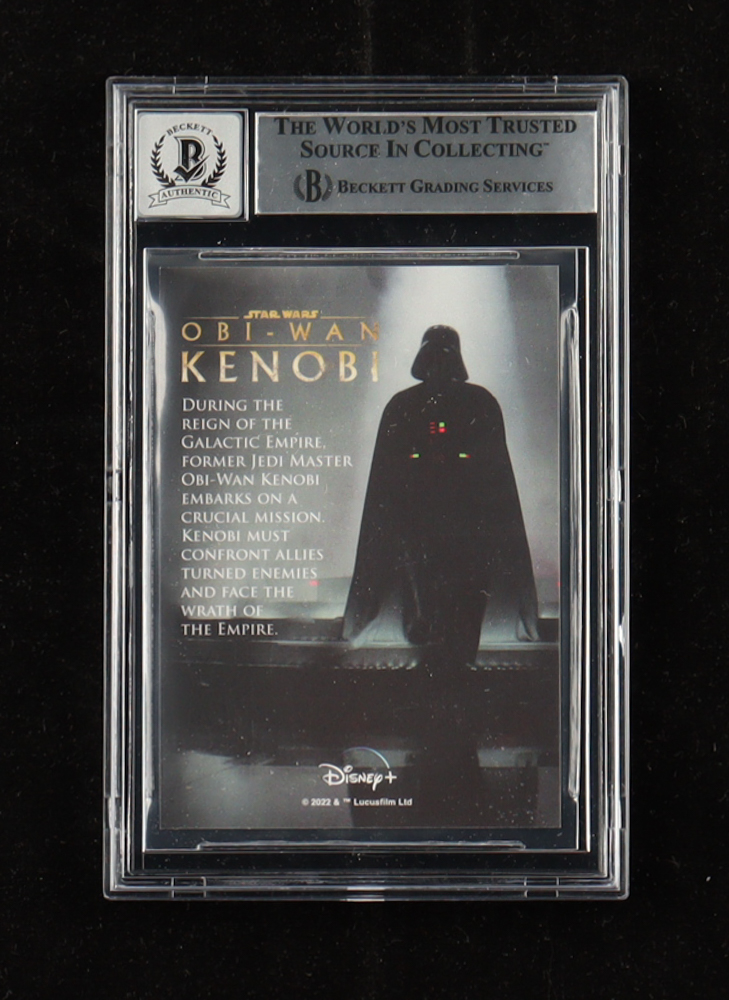 BECKETT
B
AUTHENTIC
THE WORLD'S MOST TRUSTED
SOURCE IN COLLECTING™
B BECKETT GRADING SERVICES
STAR WARS
OBI-WAN
KENOBI
DURING THE
REIGN OF THE
GALACTIC EMPIRE,
FORMER JEDI MASTER
OBI-WAN KENOBI
EMBARKS ON A
CRUCIAL MISSION.
KENOBI MUST
CONFRONT ALLIES
TURNED ENEMIES
AND FACE THE
WRATH OF
THE EMPIRE.
Disney+
© 2022 & ™ Lucasfilm Ltd